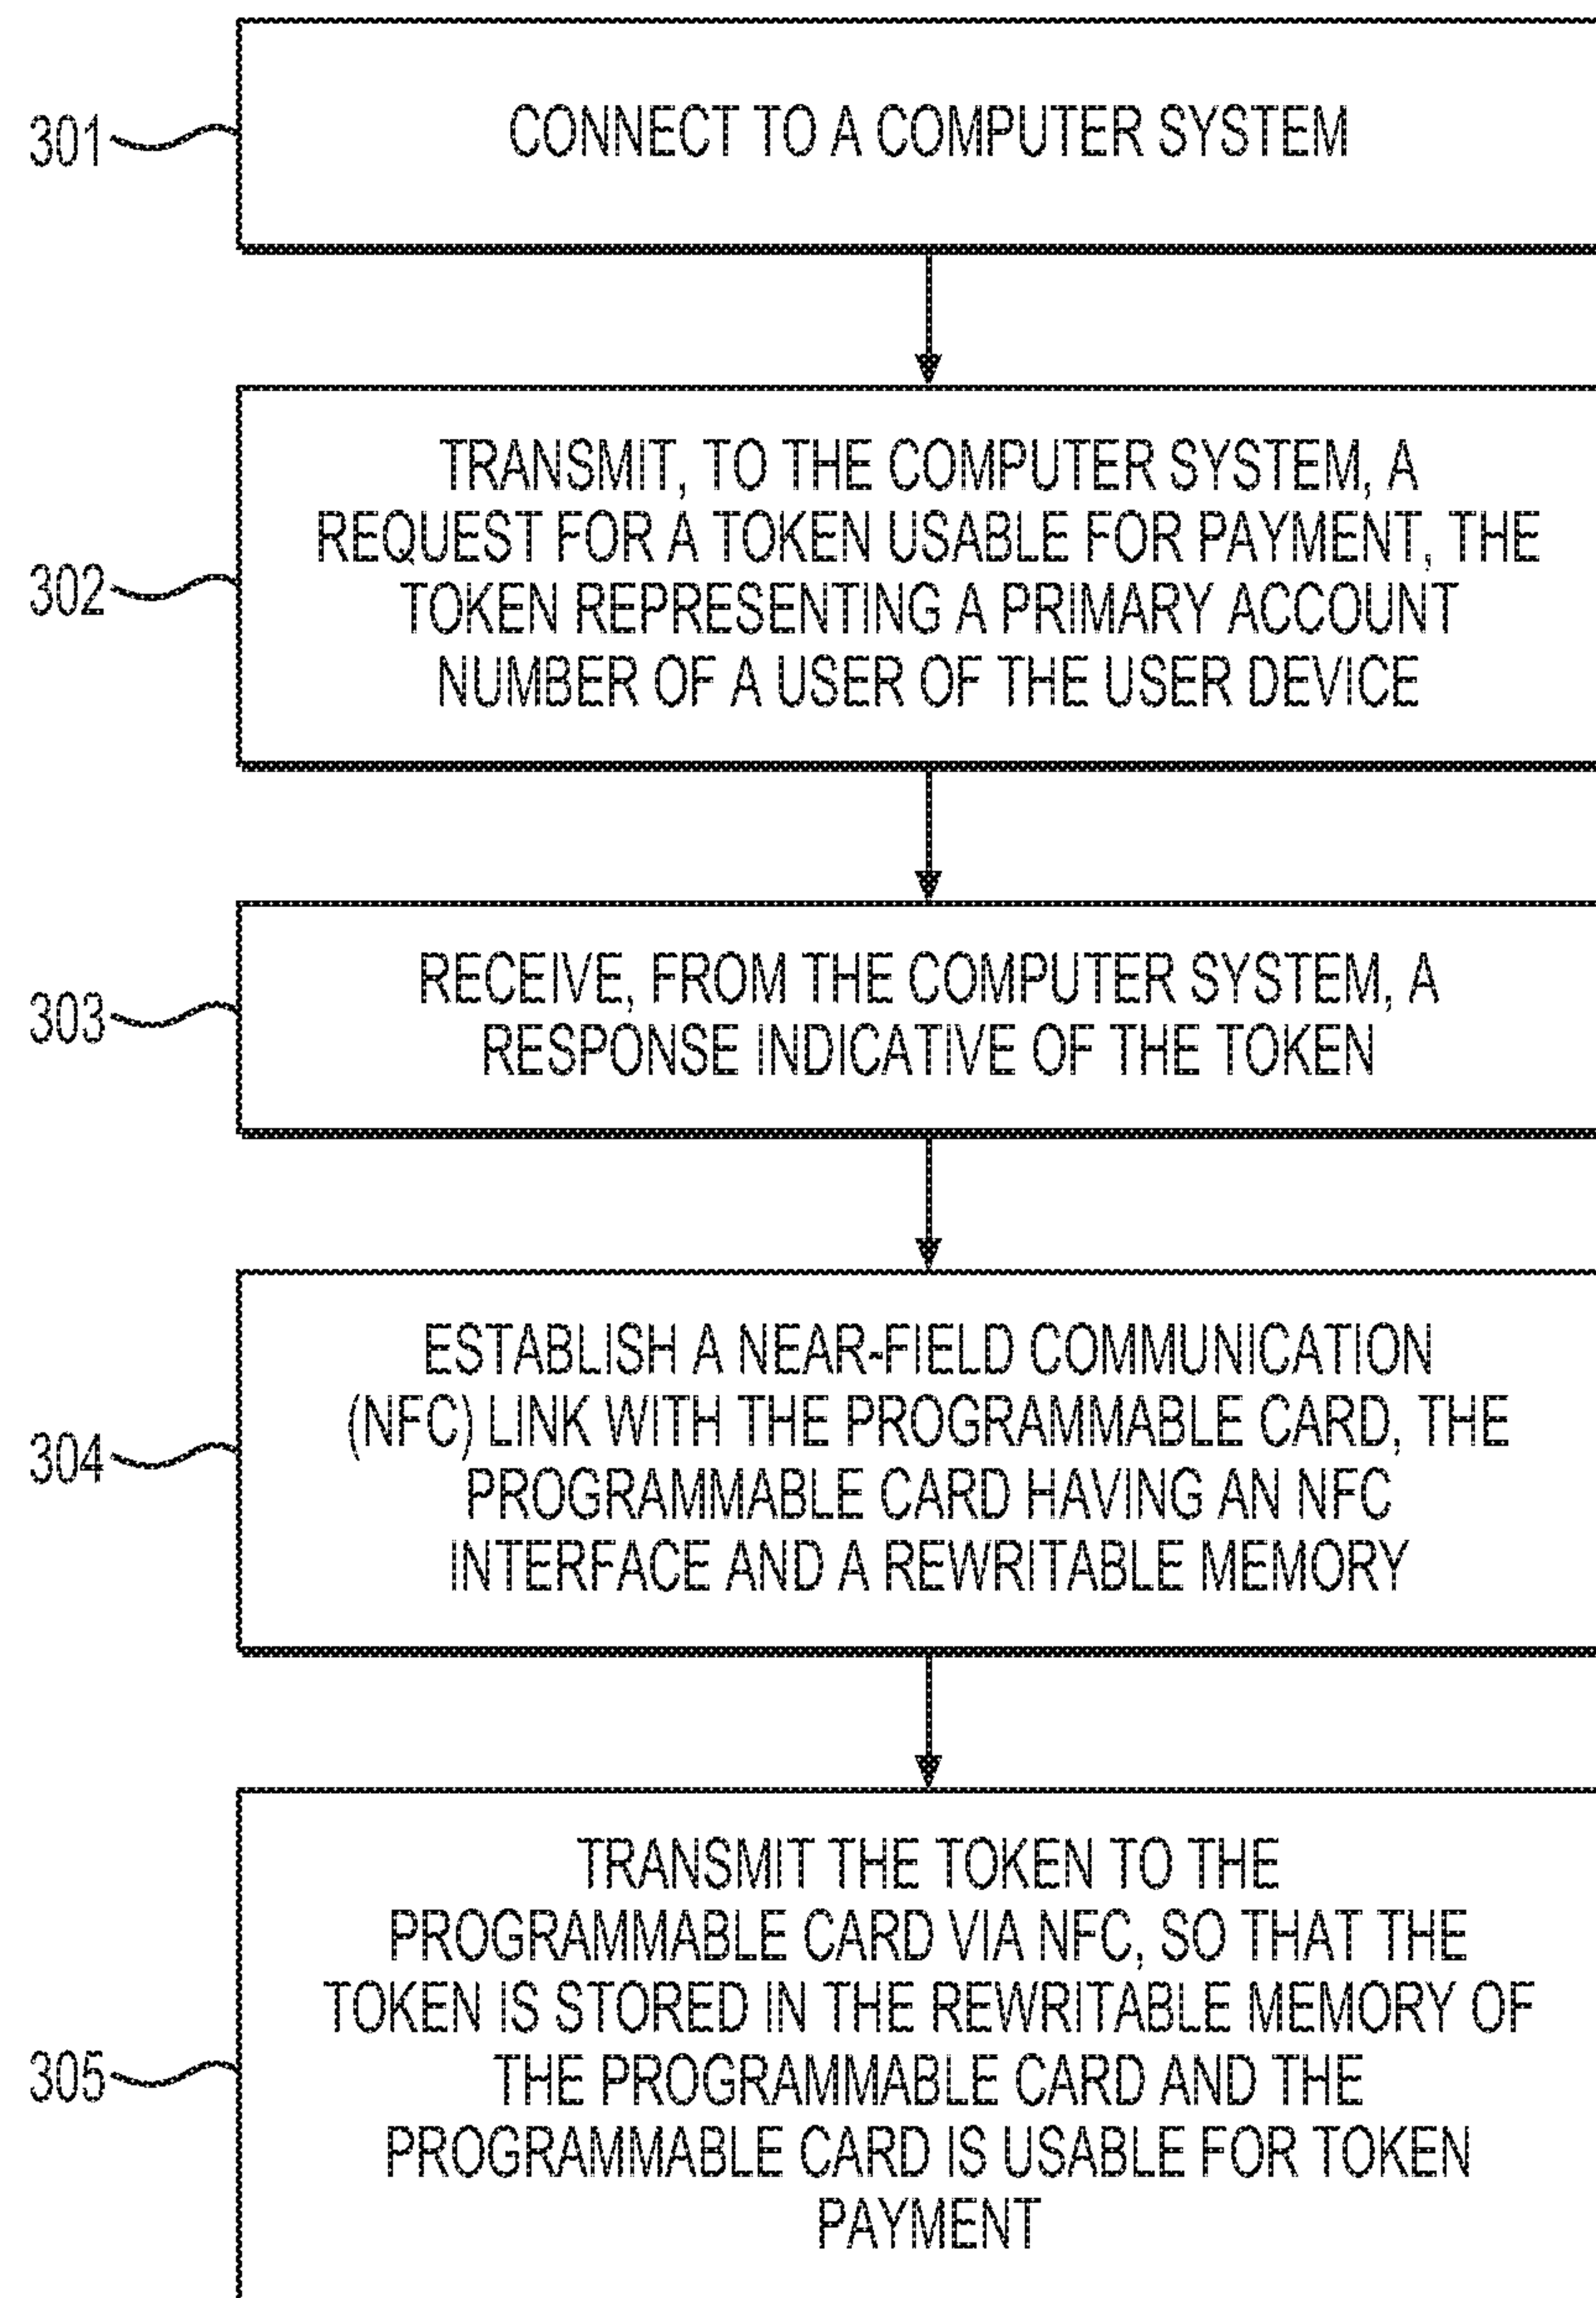 301
CONNECT TO A COMPUTER SYSTEM
TRANSMIT, TO THE COMPUTER SYSTEM, A
REQUEST FOR A TOKEN USABLE FOR PAYMENT, THE
302
TOKEN REPRESENTING A PRIMARY ACCOUNT
NUMBER OF A USER OF THE USER DEVICE
RECEIVE, FROM THE COMPUTER SYSTEM, A
303
RESPONSE INDICATIVE OF THE TOKEN
ESTABLISH A NEAR-FIELD COMMUNICATION
(NFC) LINK WITH THE PROGRAMMABLE CARD, THE
304
PROGRAMMABLE CARD HAVING AN NFC
INTERFACE AND A REWRITABLE MEMORY
TRANSMIT THE TOKEN TO THE
PROGRAMMABLE CARD VIA NFC, SO THAT THE
TOKEN IS STORED IN THE REWRITABLE MEMORY OF
305
THE PROGRAMMABLE CARD AND THE
PROGRAMMABLE CARD IS USABLE FOR TOKEN
PAYMENT